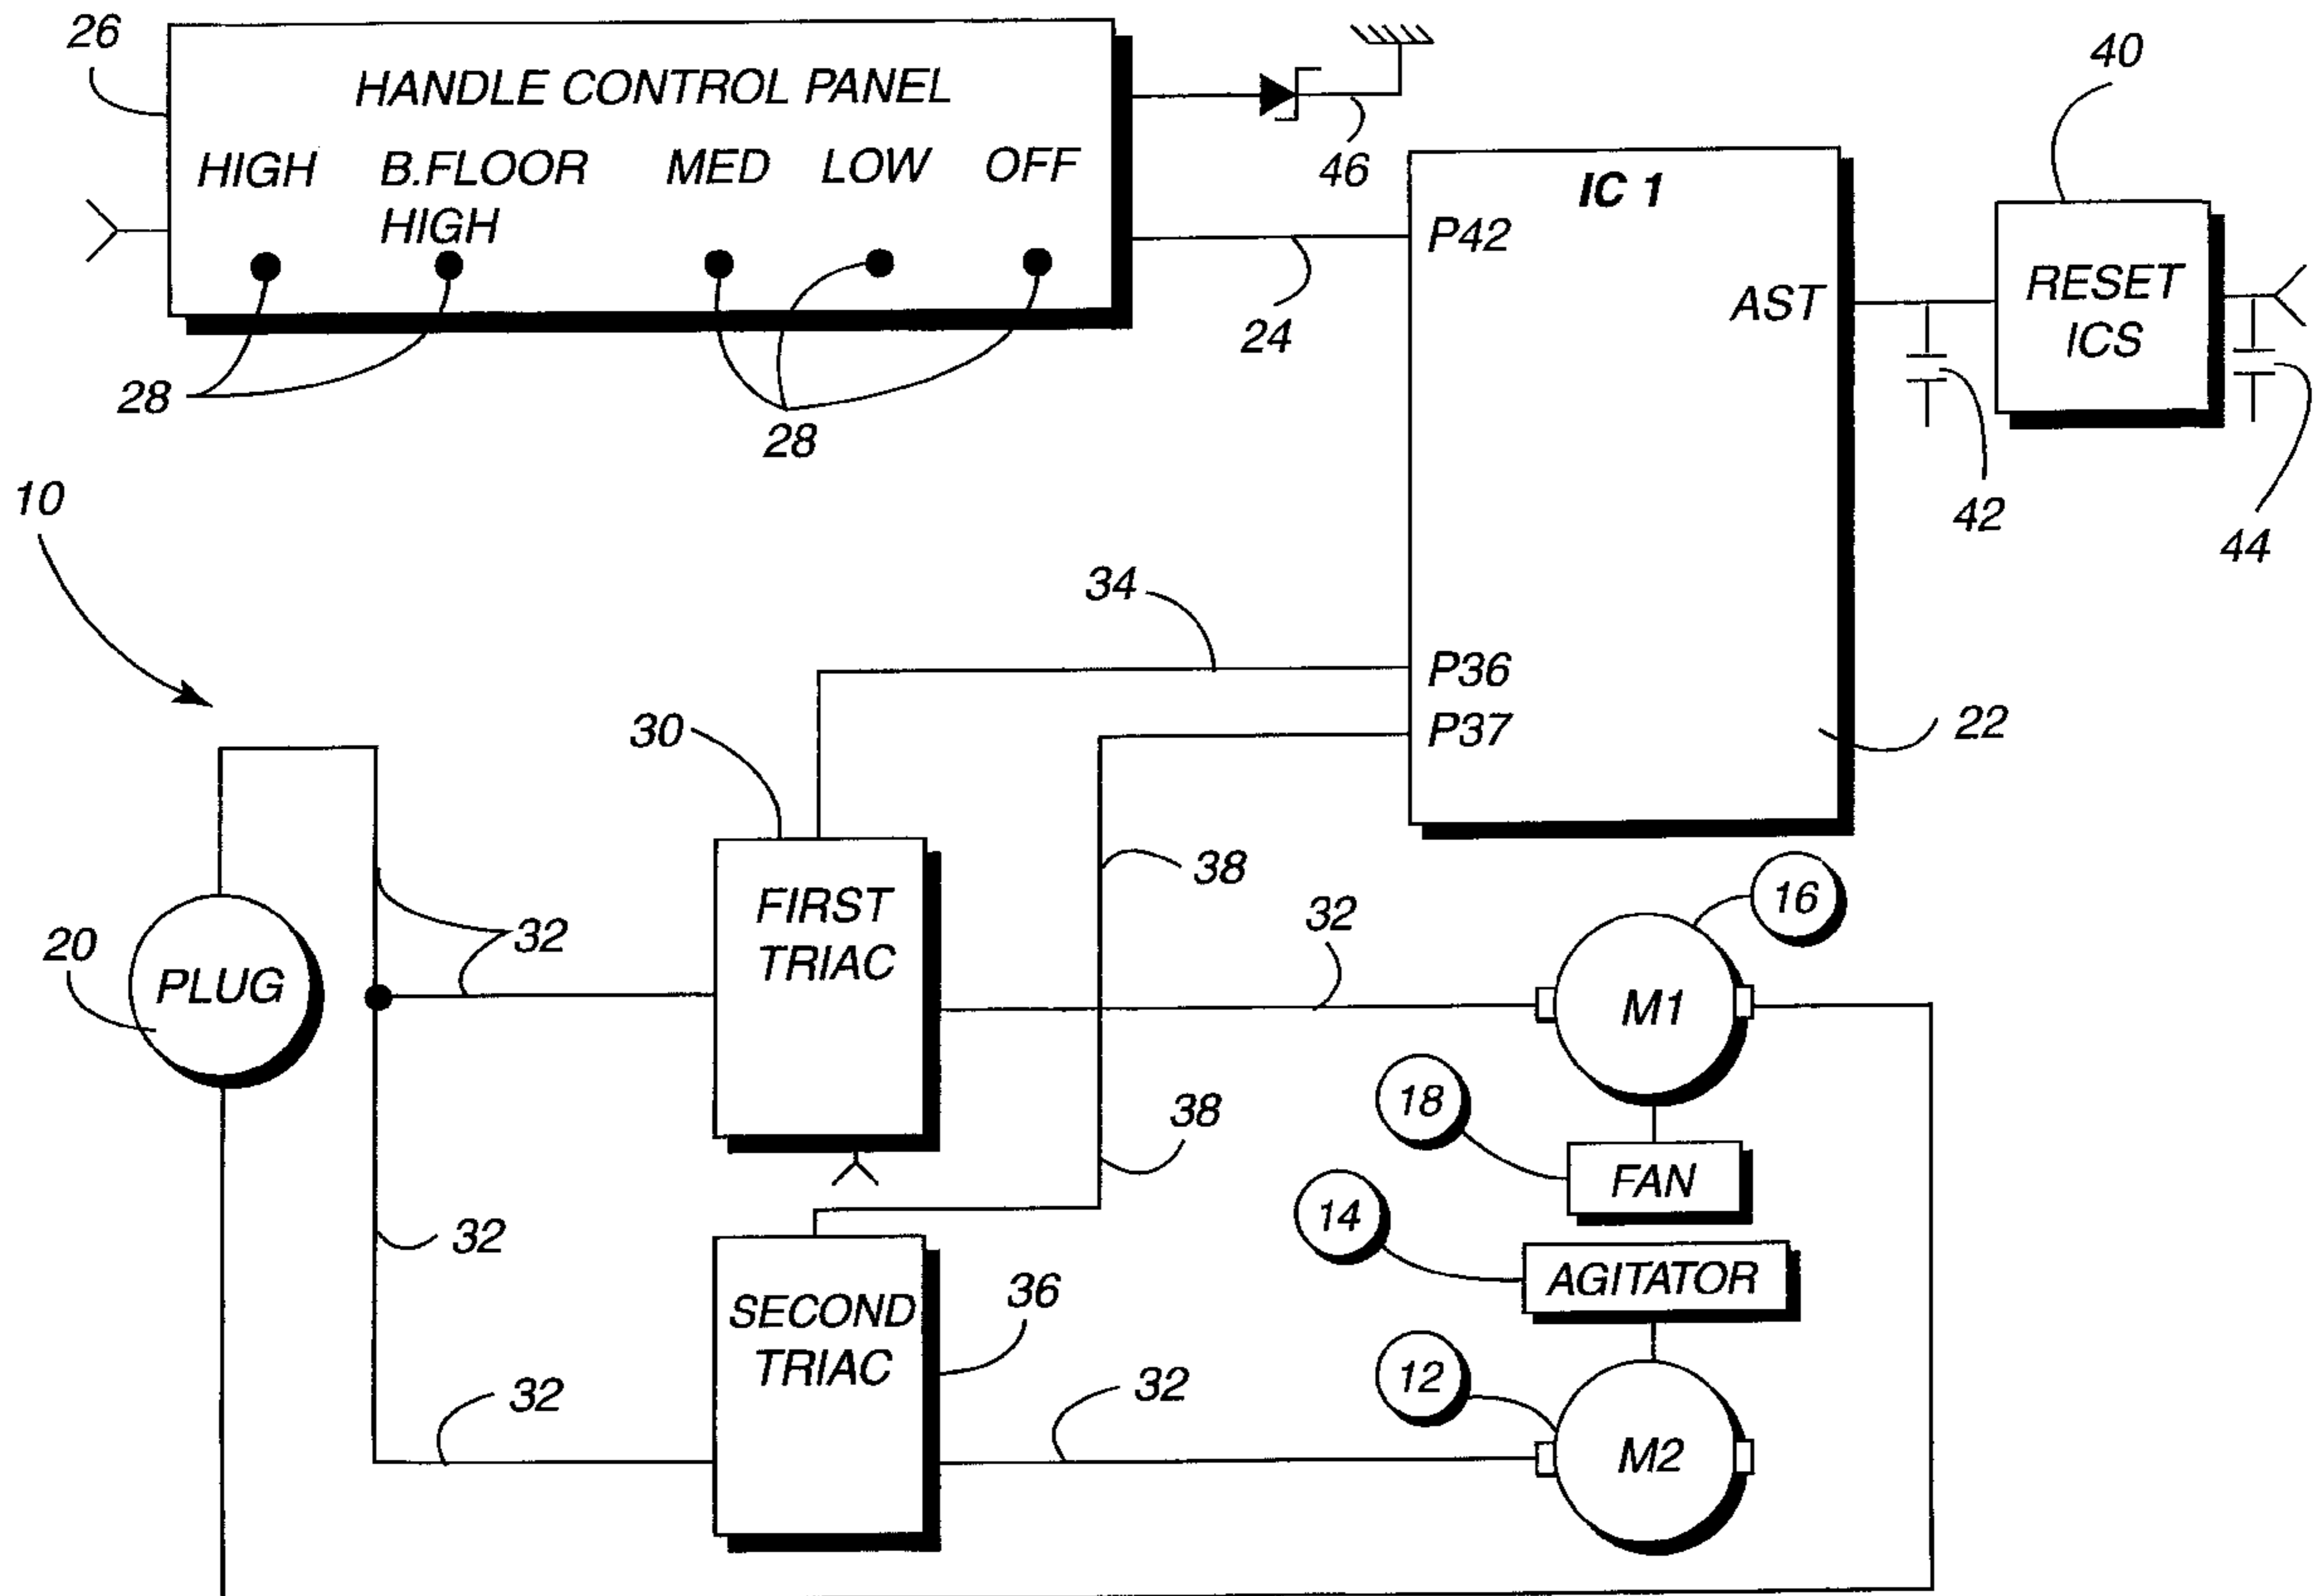 26
HANDLE CONTROL PANEL
HIGH B.FLOOR HIGH MED LOW OFF
28
28
46
24
IC 1
P42
AST
P36
P37
22
40
RESET
ICS
42
44
10
34
30
FIRST
TRIAC
38
32
16
M1
20
PLUG
32
18
FAN
38
14
AGITATOR
32
SECOND
TRIAC
36
12
M2
32
32